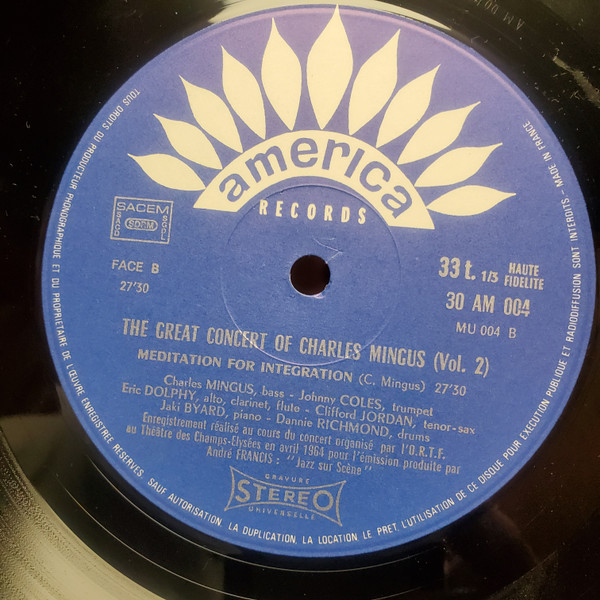 america
RECORDS
SACEM
SACD
SDRM
SGDL
FACE B
27'30
33 t. 1/3 HAUTE FIDELITE
30 AM 004
MU 004 B
THE GREAT CONCERT OF CHARLES MINGUS (Vol. 2)
MEDITATION FOR INTEGRATION (C. Mingus) 27'30
Charles MINGUS, bass - Johnny COLES, trumpet
Eric DOLPHY, alto, clarinet, flute - Clifford JORDAN, tenor-sax
Jaki BYARD, piano - Dannie RICHMOND, drums
Enregistrement réalisé au cours du concert organisé par l'O.R.T.F.
au Théâtre des Champs-Elysées en avril 1964 pour l'émission produite par
André FRANCIS : "Jazz sur Scène"
GRAVURE
STEREO
UNIVERSELLE
TOUS DROITS DU PRODUCTEUR PHONOGRAPHIQUE ET DU PROPRIETAIRE DE L'ŒUVRE ENREGISTREE RESERVES. SAUF AUTORISATION, LA DUPLICATION, LA LOCATION, LE PRET, L'UTILISATION DE CE DISQUE POUR EXECUTION PUBLIQUE ET RADIODIFFUSION SONT INTERDITS - MADE IN FRANCE